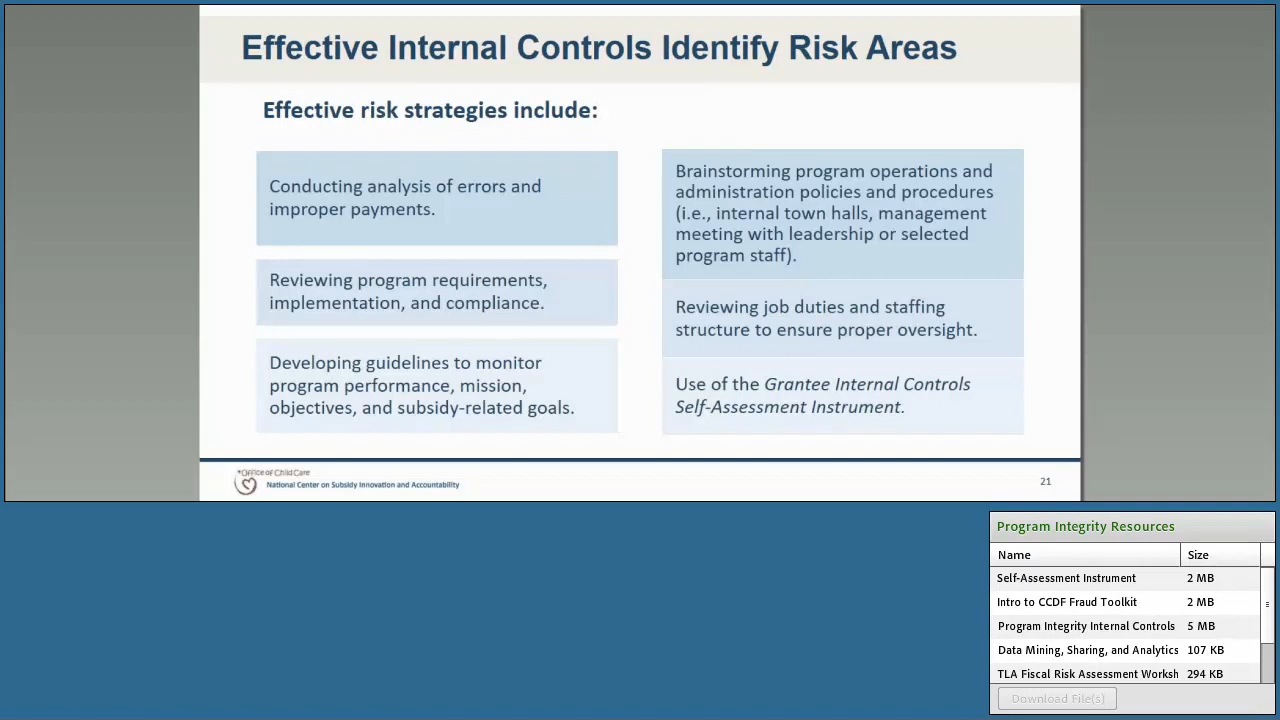 Effective Internal Controls Identify Risk Areas
Effective risk strategies include:
Conducting analysis of errors and
improper payments.
Reviewing program requirements,
implementation, and compliance.
Developing guidelines to monitor
program performance, mission,
objectives, and subsidy-related goals.
Brainstorming program operations and
administration policies and procedures
(i.e., internal town halls, management
meeting with leadership or selected
program staff).
Reviewing job duties and staffing
structure to ensure proper oversight.
Use of the Grantee Internal Controls
Self-Assessment Instrument.
*Office of Child Care
National Center on Subsidy Innovation and Accountability
21
Program Integrity Resources
Name Size
Self-Assessment Instrument 2 MB
Intro to CCDF Fraud Toolkit 2 MB
Program Integrity Internal Controls 5 MB
Data Mining, Sharing, and Analytics 107 KB
TLA Fiscal Risk Assessment Worksh 294 KB
Download File(s)